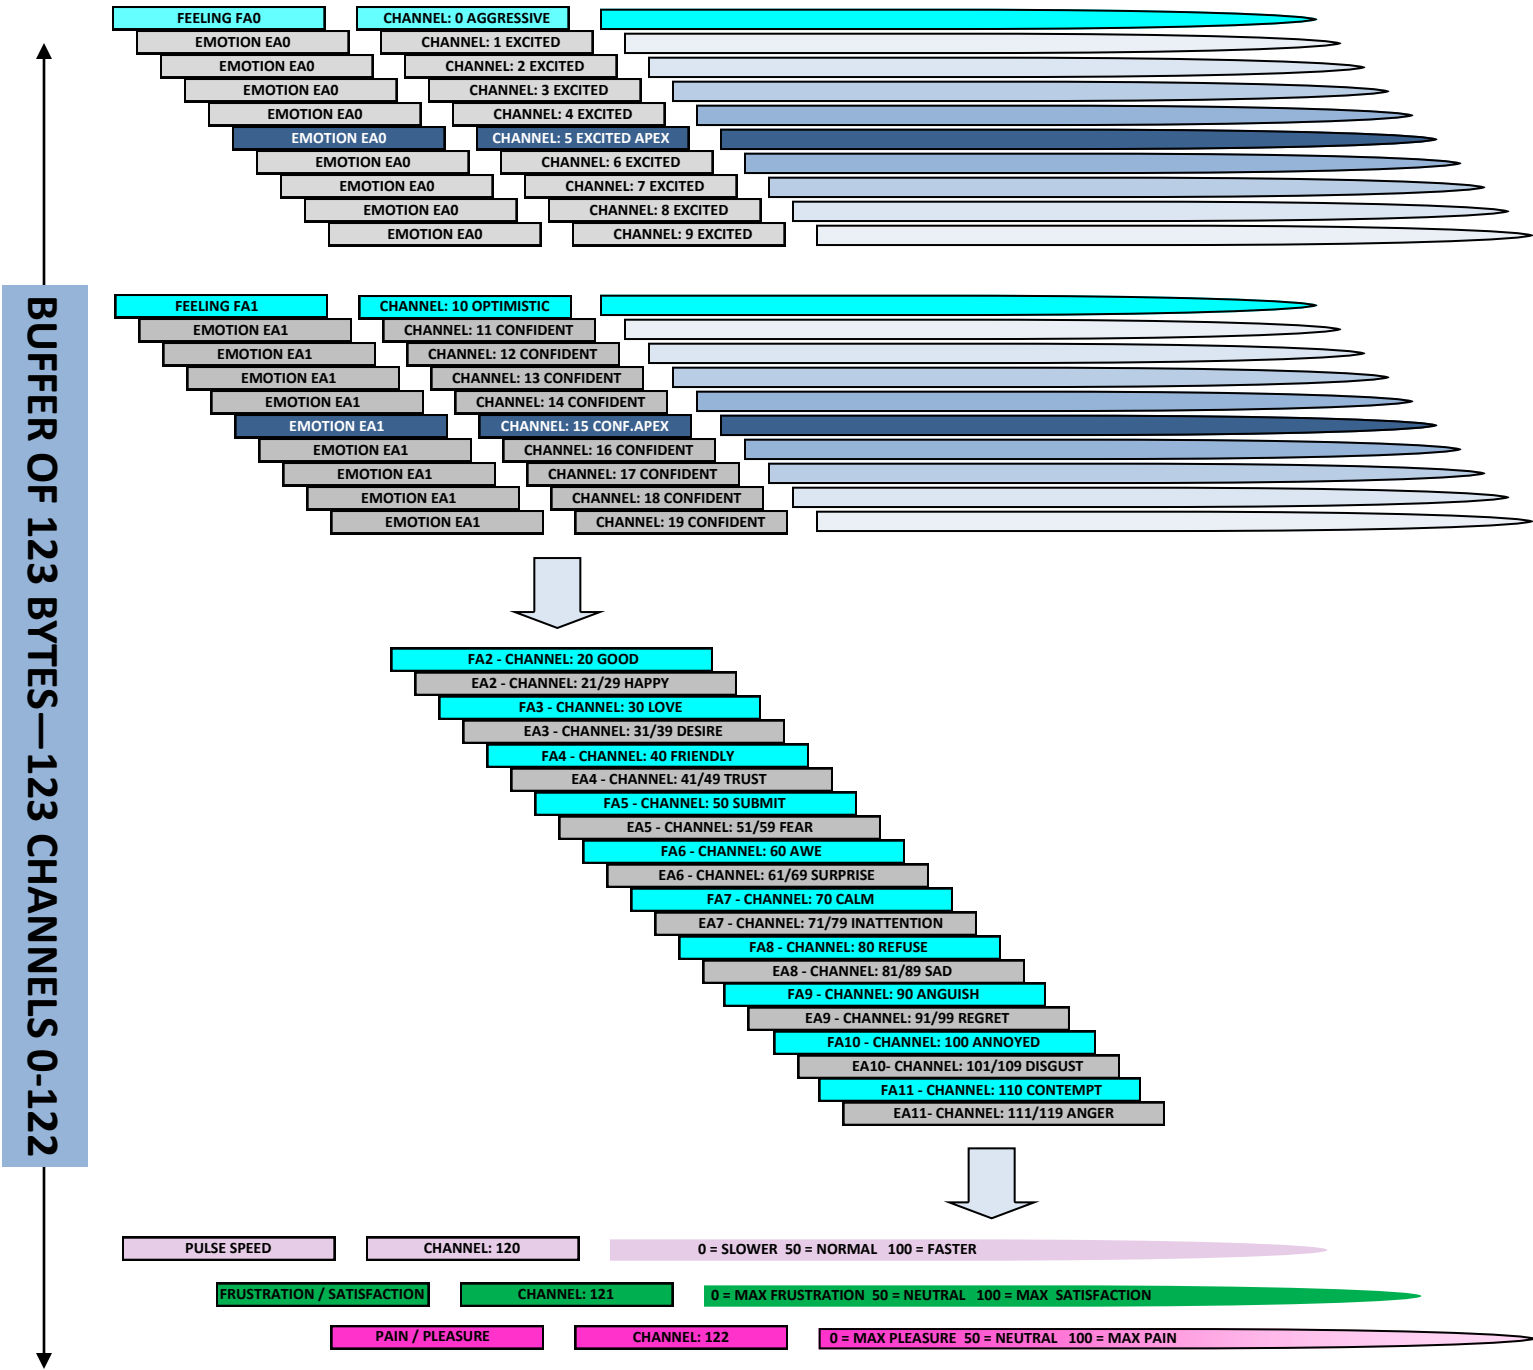 FEELING FA0 CHANNEL: 0 AGGRESSIVE
EMOTION EA0 CHANNEL: 1 EXCITED
EMOTION EA0 CHANNEL: 2 EXCITED
EMOTION EA0 CHANNEL: 3 EXCITED
EMOTION EA0 CHANNEL: 4 EXCITED
EMOTION EA0 CHANNEL: 5 EXCITED APEX
EMOTION EA0 CHANNEL: 6 EXCITED
EMOTION EA0 CHANNEL: 7 EXCITED
EMOTION EA0 CHANNEL: 8 EXCITED
EMOTION EA0 CHANNEL: 9 EXCITED
BUFFER OF 123 BYTES—123 CHANNELS 0-122
FEELING FA1 CHANNEL: 10 OPTIMISTIC
EMOTION EA1 CHANNEL: 11 CONFIDENT
EMOTION EA1 CHANNEL: 12 CONFIDENT
EMOTION EA1 CHANNEL: 13 CONFIDENT
EMOTION EA1 CHANNEL: 14 CONFIDENT
EMOTION EA1 CHANNEL: 15 CONF.APEX
EMOTION EA1 CHANNEL: 16 CONFIDENT
EMOTION EA1 CHANNEL: 17 CONFIDENT
EMOTION EA1 CHANNEL: 18 CONFIDENT
EMOTION EA1 CHANNEL: 19 CONFIDENT
FA2 - CHANNEL: 20 GOOD
EA2 - CHANNEL: 21/29 HAPPY
FA3 - CHANNEL: 30 LOVE
EA3 - CHANNEL: 31/39 DESIRE
FA4 - CHANNEL: 40 FRIENDLY
EA4 - CHANNEL: 41/49 TRUST
FA5 - CHANNEL: 50 SUBMIT
EA5 - CHANNEL: 51/59 FEAR
FA6 - CHANNEL: 60 AWE
EA6 - CHANNEL: 61/69 SURPRISE
FA7 - CHANNEL: 70 CALM
EA7 - CHANNEL: 71/79 INATTENTION
FA8 - CHANNEL: 80 REFUSE
EA8 - CHANNEL: 81/89 SAD
FA9 - CHANNEL: 90 ANGUISH
EA9 - CHANNEL: 91/99 REGRET
FA10 - CHANNEL: 100 ANNOYED
EA10- CHANNEL: 101/109 DISGUST
FA11 - CHANNEL: 110 CONTEMPT
EA11- CHANNEL: 111/119 ANGER
PULSE SPEED CHANNEL: 120 0 = SLOWER 50 = NORMAL 100 = FASTER
FRUSTRATION / SATISFACTION CHANNEL: 121 0 = MAX FRUSTRATION 50 = NEUTRAL 100 = MAX SATISFACTION
PAIN / PLEASURE CHANNEL: 122 0 = MAX PLEASURE 50 = NEUTRAL 100 = MAX PAIN